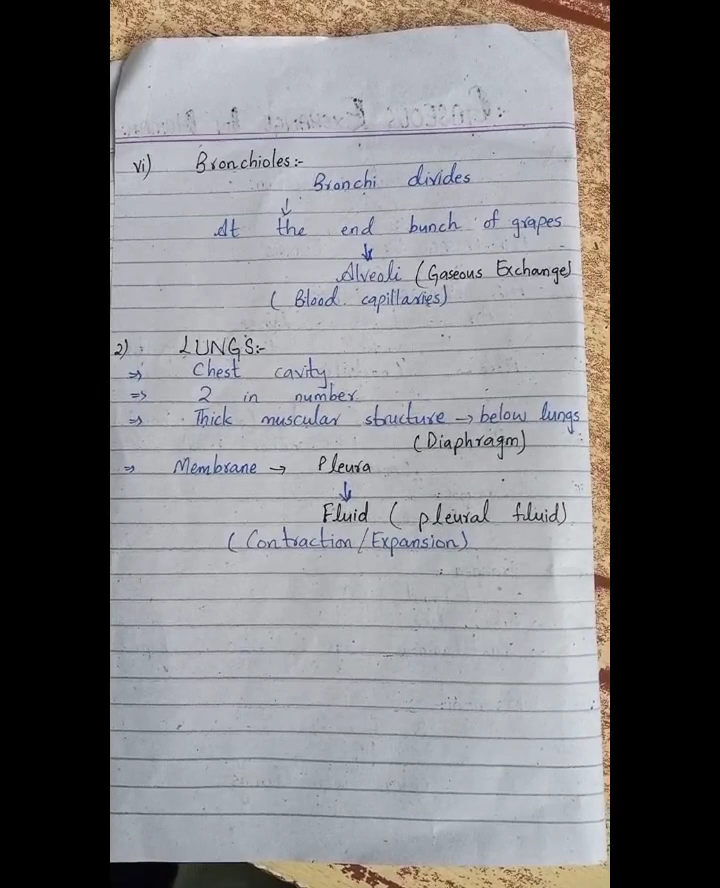 vi) Bronchioles:-
Bronchi divides
↓
At the end bunch of grapes
↓
Alveoli (Gaseous Exchange)
( Blood capillaries)
2) LUNGS:-
⇒ Chest cavity
⇒ 2 in number
⇒ Thick muscular structure → below lungs
(Diaphragm)
⇒ Membrane → Pleura
↓
Fluid ( pleural fluid)
( Contraction / Expansion)